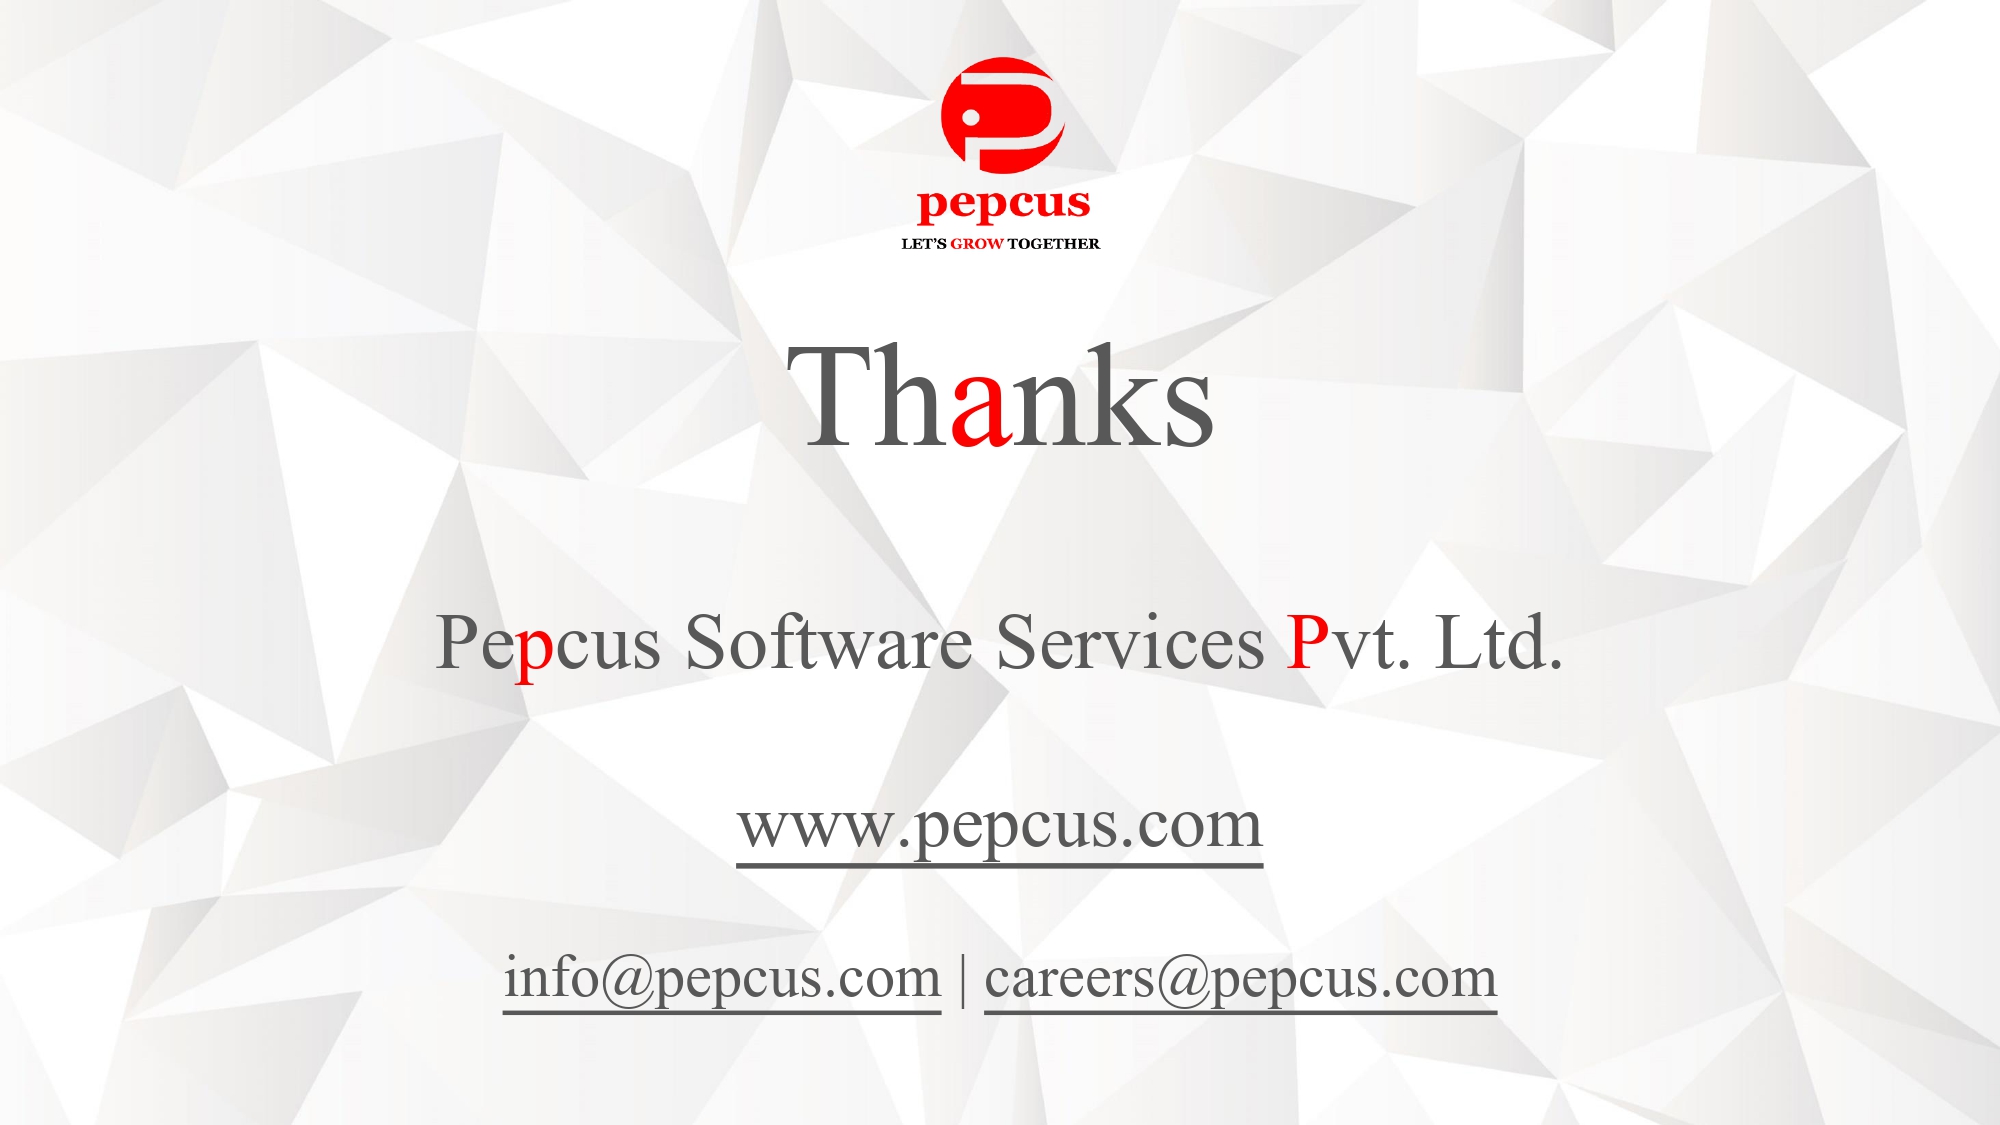 pepcus
LET'S GROW TOGETHER
Thanks
Pepcus Software Services Pvt. Ltd.
www.pepcus.com
info@pepcus.com | careers@pepcus.com